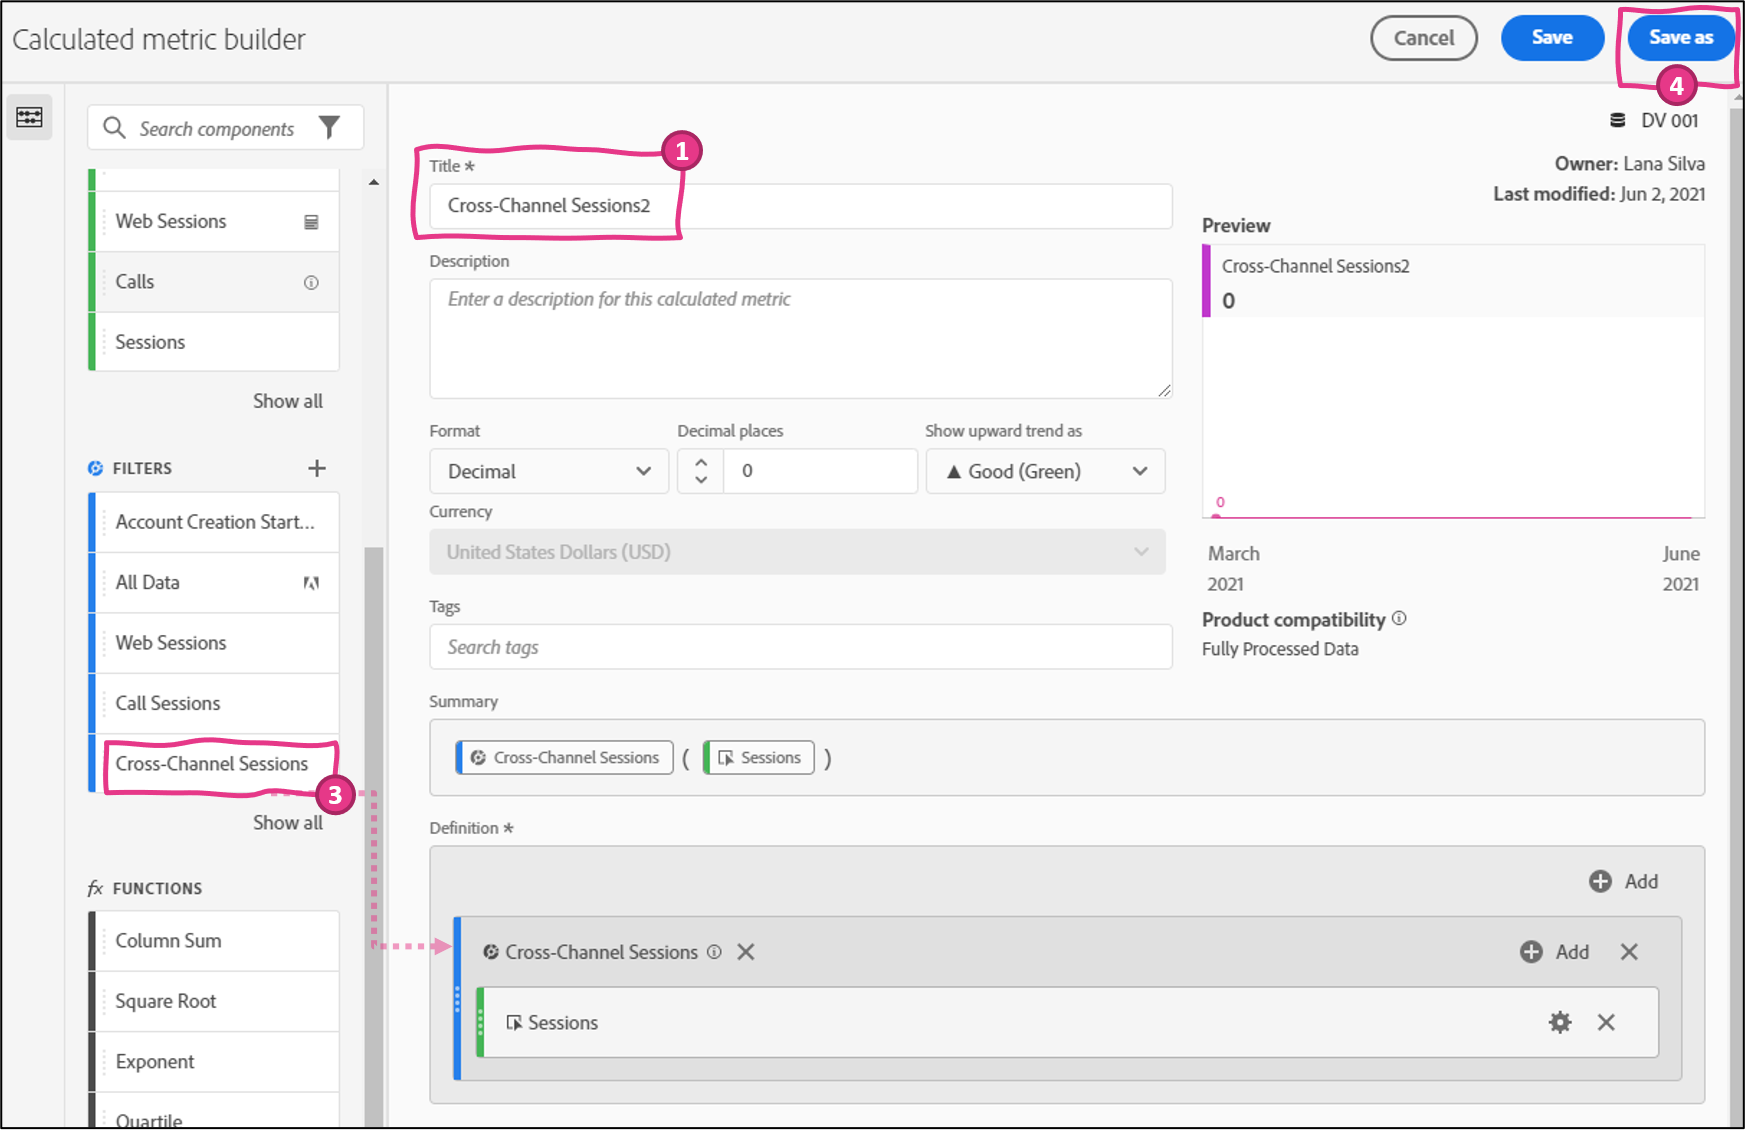 Calculated metric builder
Cancel
Save
Save as
4
Search components
Web Sessions
Calls
Sessions
Show all
FILTERS
Account Creation Start...
All Data
Web Sessions
Call Sessions
Cross-Channel Sessions
3
Show all
fx FUNCTIONS
Column Sum
Square Root
Exponent
Quartile
1
Title *
Cross-Channel Sessions2
Description
Enter a description for this calculated metric
Format
Decimal
Decimal places
0
Show upward trend as
▲ Good (Green)
Currency
United States Dollars (USD)
Tags
Search tags
Summary
Cross-Channel Sessions ( Sessions )
Definition *
Add
Cross-Channel Sessions
Add
Sessions
DV 001
Owner: Lana Silva
Last modified: Jun 2, 2021
Preview
Cross-Channel Sessions2
0
0
March
2021
June
2021
Product compatibility
Fully Processed Data